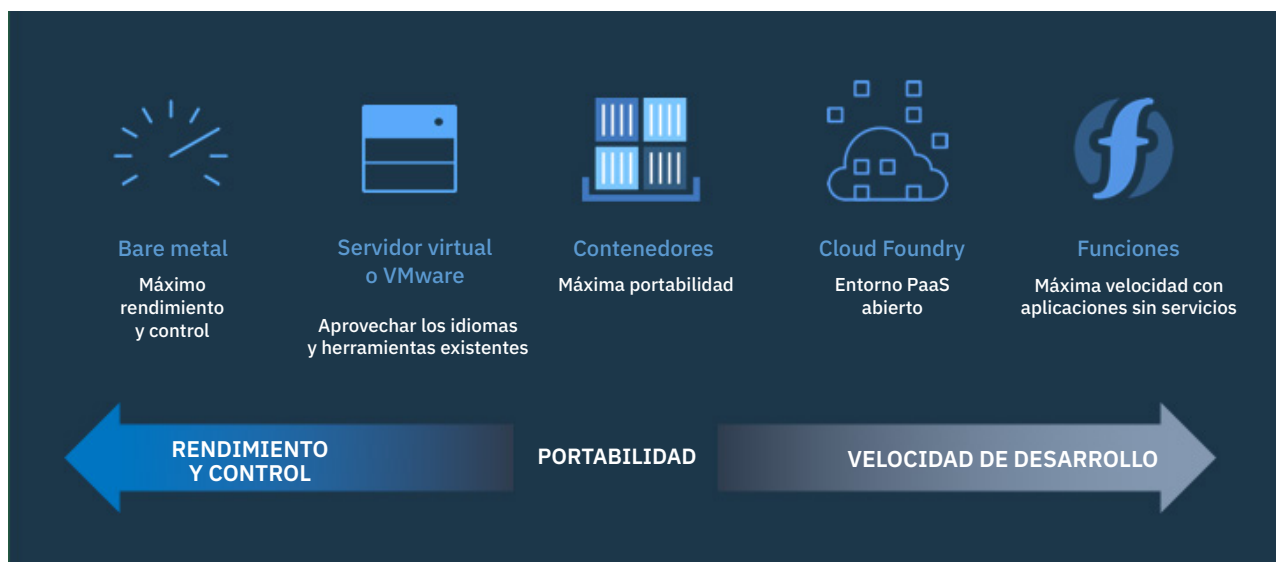 Bare metal
Máximo
rendimiento
y control
Servidor virtual
o VMware
Aprovechar los idiomas
y herramientas existentes
Contenedores
Máxima portabilidad
Cloud Foundry
Entorno PaaS
abierto
Funciones
Máxima velocidad con
aplicaciones sin servicios
RENDIMIENTO
Y CONTROL
PORTABILIDAD
VELOCIDAD DE DESARROLLO